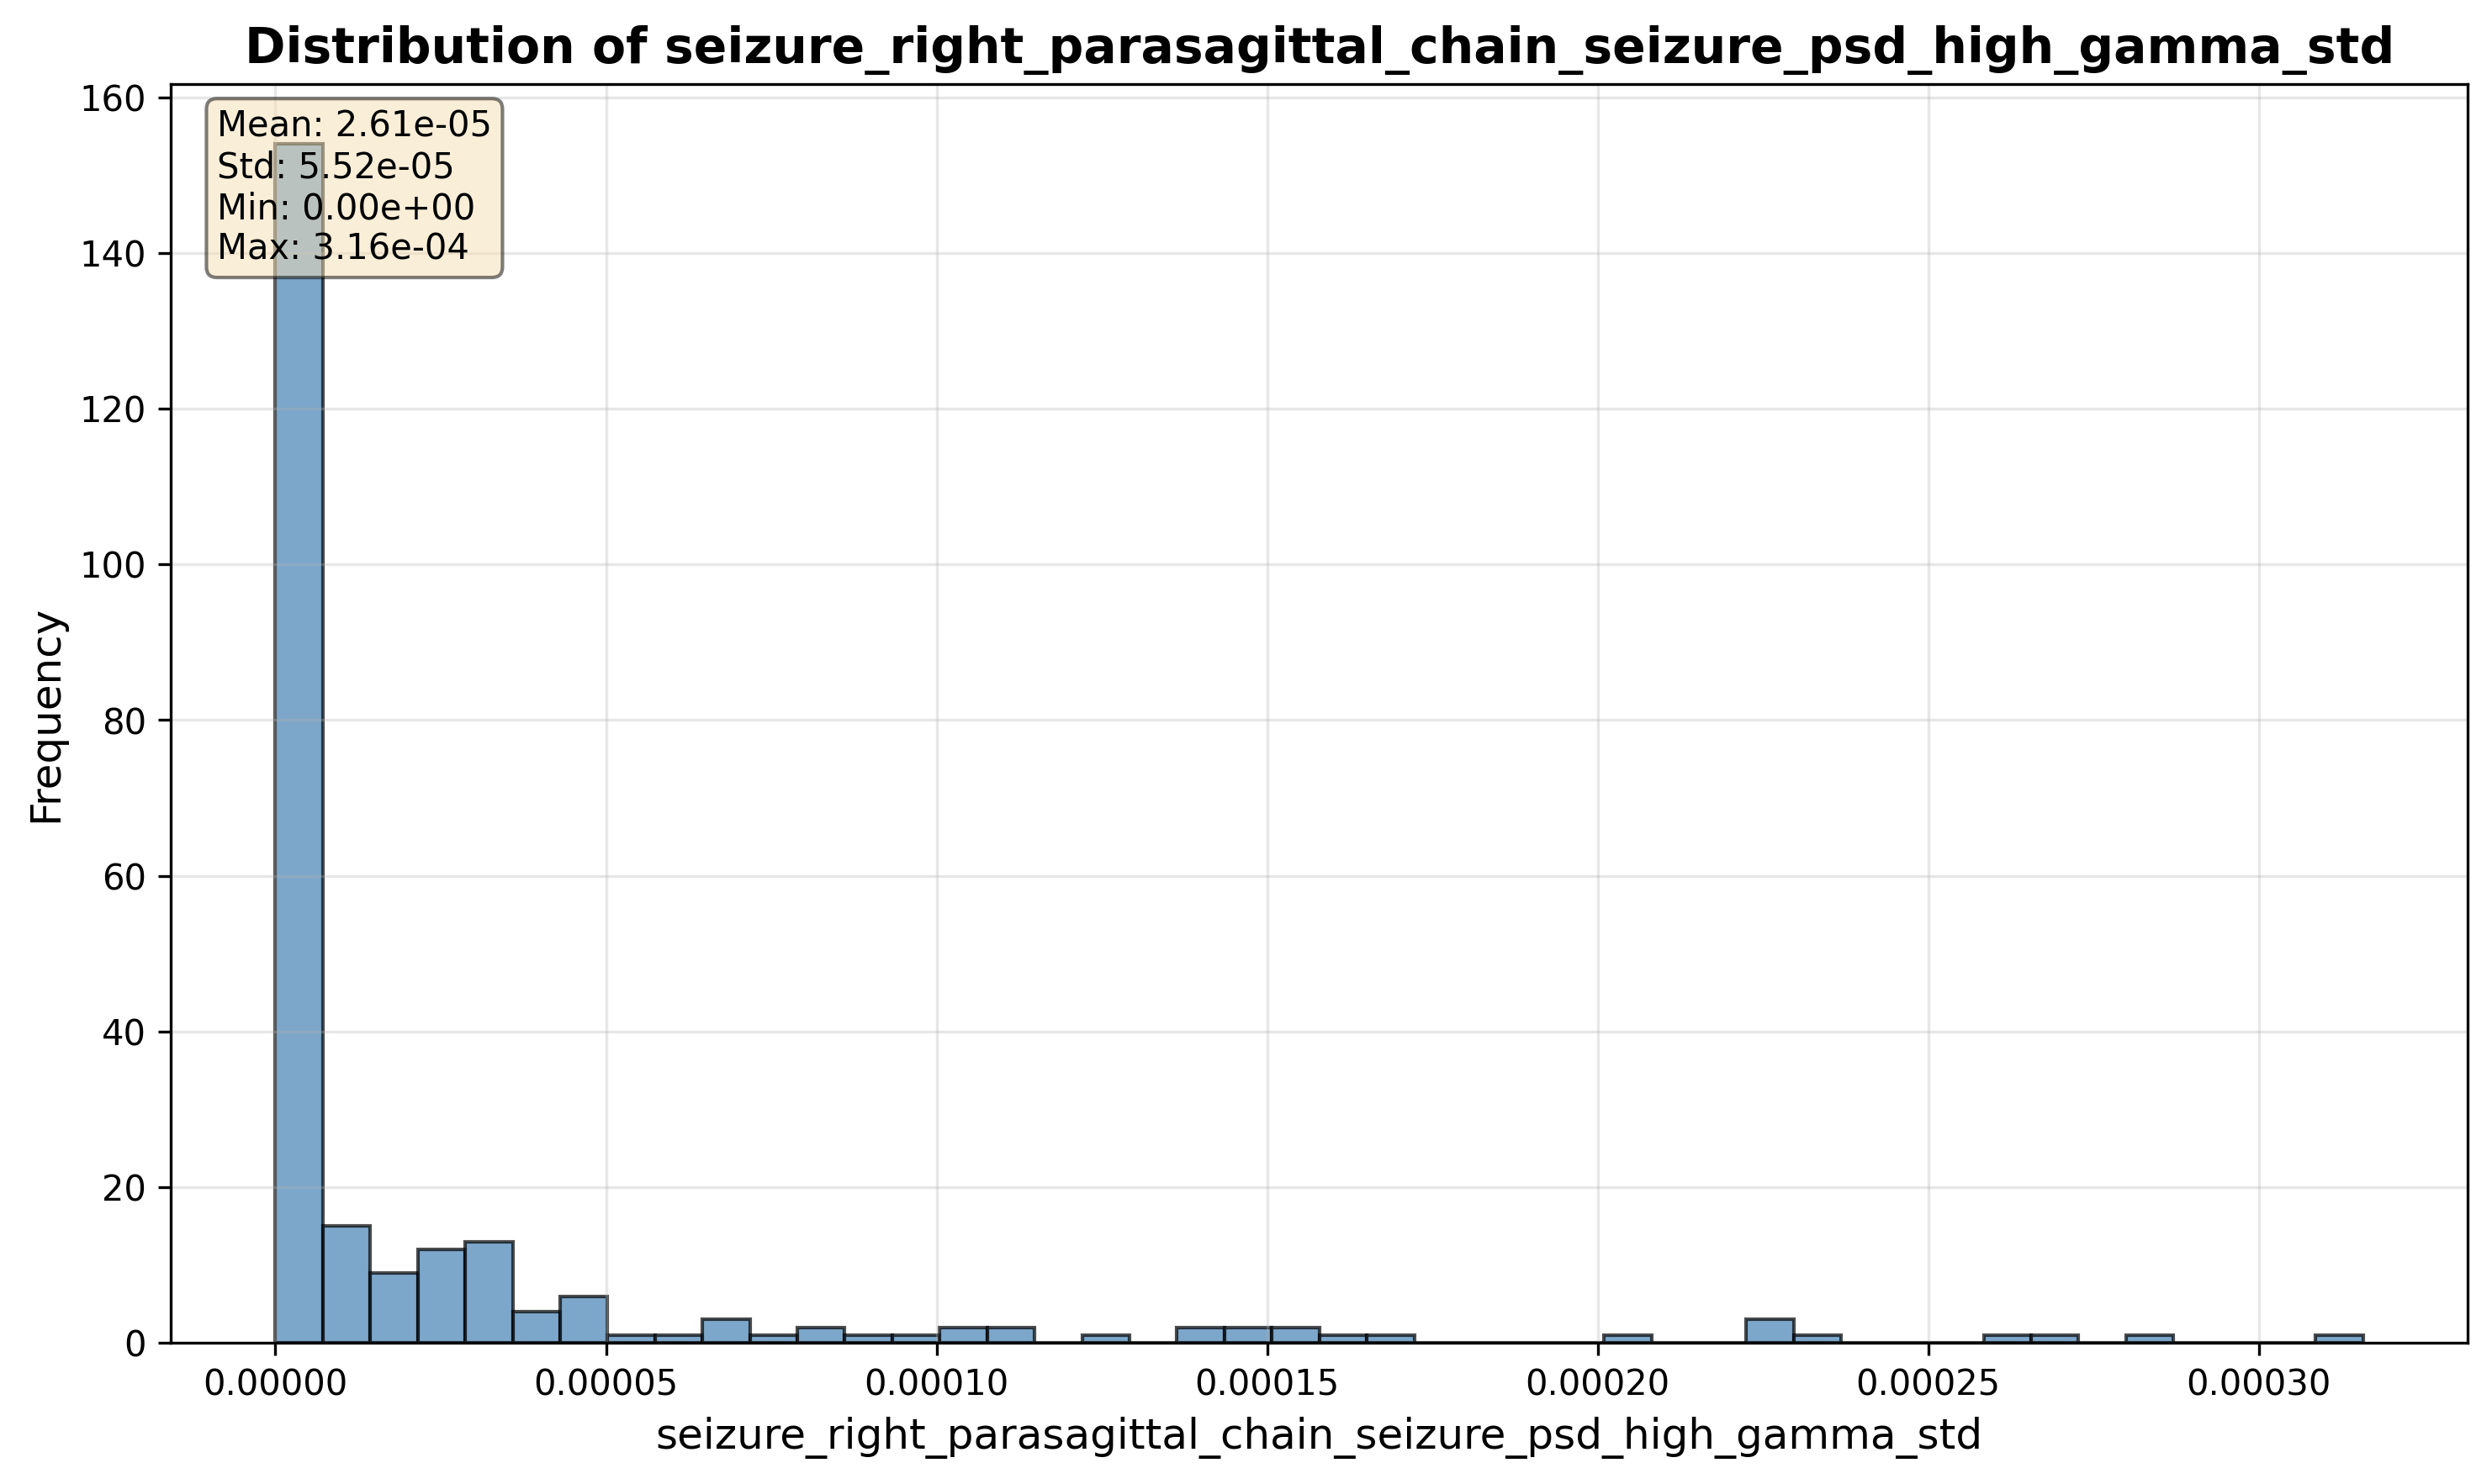 Distribution of seizure_right_parasagittal_chain_seizure_psd_high_gamma_std
Mean: 2.61e-05
Std: 5.52e-05
Min: 0.00e+00
Max: 3.16e-04
Frequency
160
140
120
100
80
60
40
20
0
0.00000 0.00005 0.00010 0.00015 0.00020 0.00025 0.00030
seizure_right_parasagittal_chain_seizure_psd_high_gamma_std